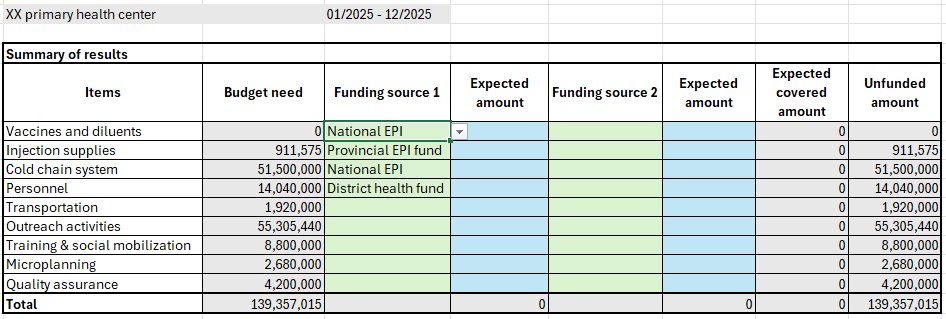 XX primary health center 01/2025 - 12/2025
Summary of results
Items Budget need Funding source 1 Expected amount Funding source 2 Expected amount Expected covered amount Unfunded amount
Vaccines and diluents 0 National EPI 0 0
Injection supplies 911,575 Provincial EPI fund 0 911,575
Cold chain system 51,500,000 National EPI 0 51,500,000
Personnel 14,040,000 District health fund 0 14,040,000
Transportation 1,920,000 0 1,920,000
Outreach activities 55,305,440 0 55,305,440
Training & social mobilization 8,800,000 0 8,800,000
Microplanning 2,680,000 0 2,680,000
Quality assurance 4,200,000 0 4,200,000
Total 139,357,015 0 0 0 139,357,015